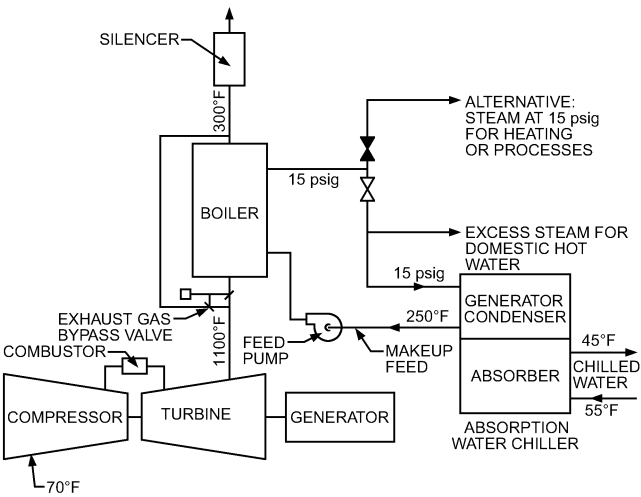 SILENCER
300°F
ALTERNATIVE:
STEAM AT 15 psig
FOR HEATING
OR PROCESSES
15 psig
BOILER
EXCESS STEAM FOR
DOMESTIC HOT
WATER
15 psig
GENERATOR
CONDENSER
EXHAUST GAS
BYPASS VALVE
1100°F
FEED
PUMP
250°F
MAKEUP
FEED
45°F
CHILLED
WATER
55°F
ABSORBER
ABSORPTION
WATER CHILLER
COMBUSTOR
COMPRESSOR
TURBINE
GENERATOR
70°F